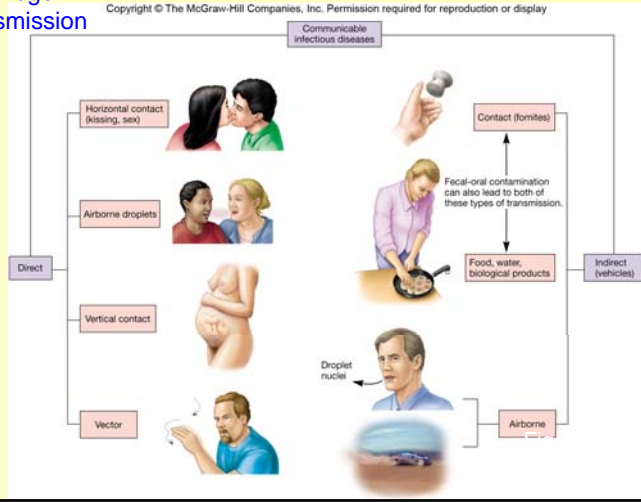 Copyright © The McGraw-Hill Companies, Inc. Permission required for reproduction or display
smission
Communicable
infectious diseases
Horizontal contact
(kissing, sex)
Airborne droplets
Direct
Vertical contact
Vector
Contact (fomites)
Fecal-oral contamination
can also lead to both of
these types of transmission.
Food, water,
biological products
Indirect
(vehicles)
Droplet
nuclei
Airborne